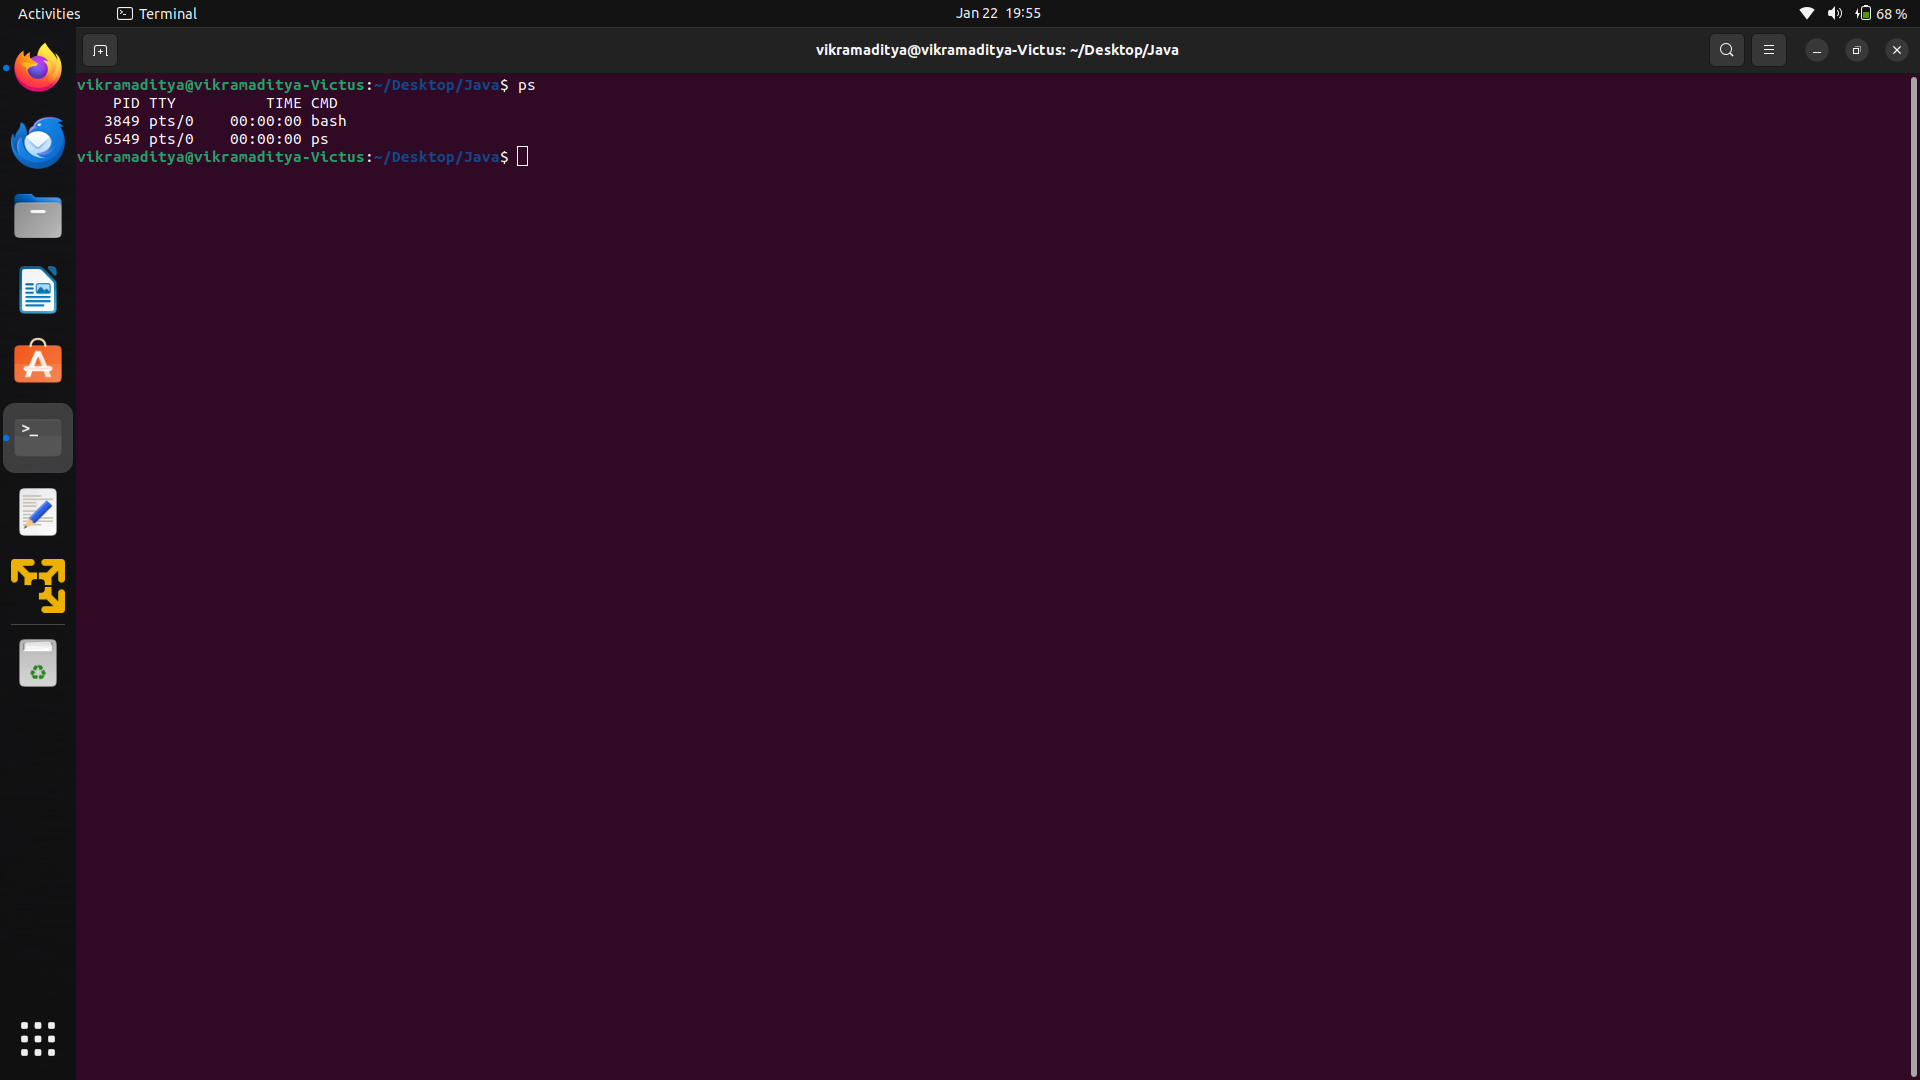 Activities Terminal Jan 22 19:55 68 %
vikramaditya@vikramaditya-Victus: ~/Desktop/Java
vikramaditya@vikramaditya-Victus:~/Desktop/Java$ ps
    PID TTY          TIME CMD
   3849 pts/0    00:00:00 bash
   6549 pts/0    00:00:00 ps
vikramaditya@vikramaditya-Victus:~/Desktop/Java$